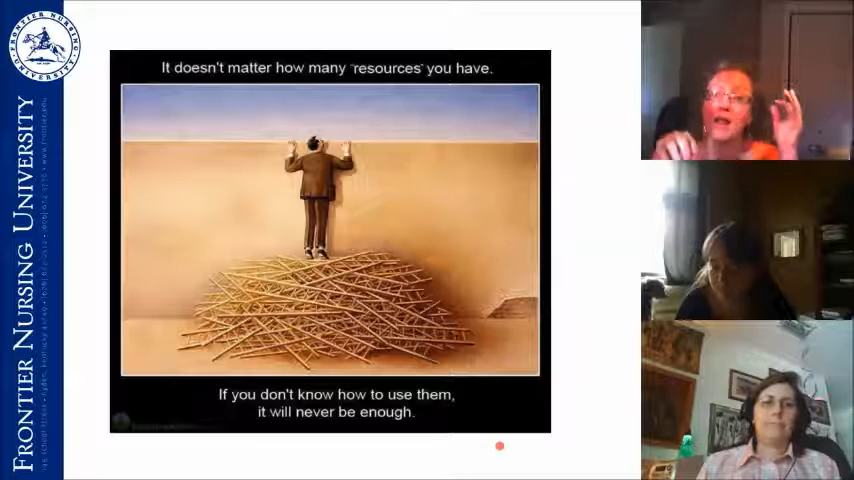 FRONTIER NURSING UNIVERSITY
FRONTIER NURSING UNIVERSITY
It doesn't matter how many "resources" you have.
If you don't know how to use them,
it will never be enough.